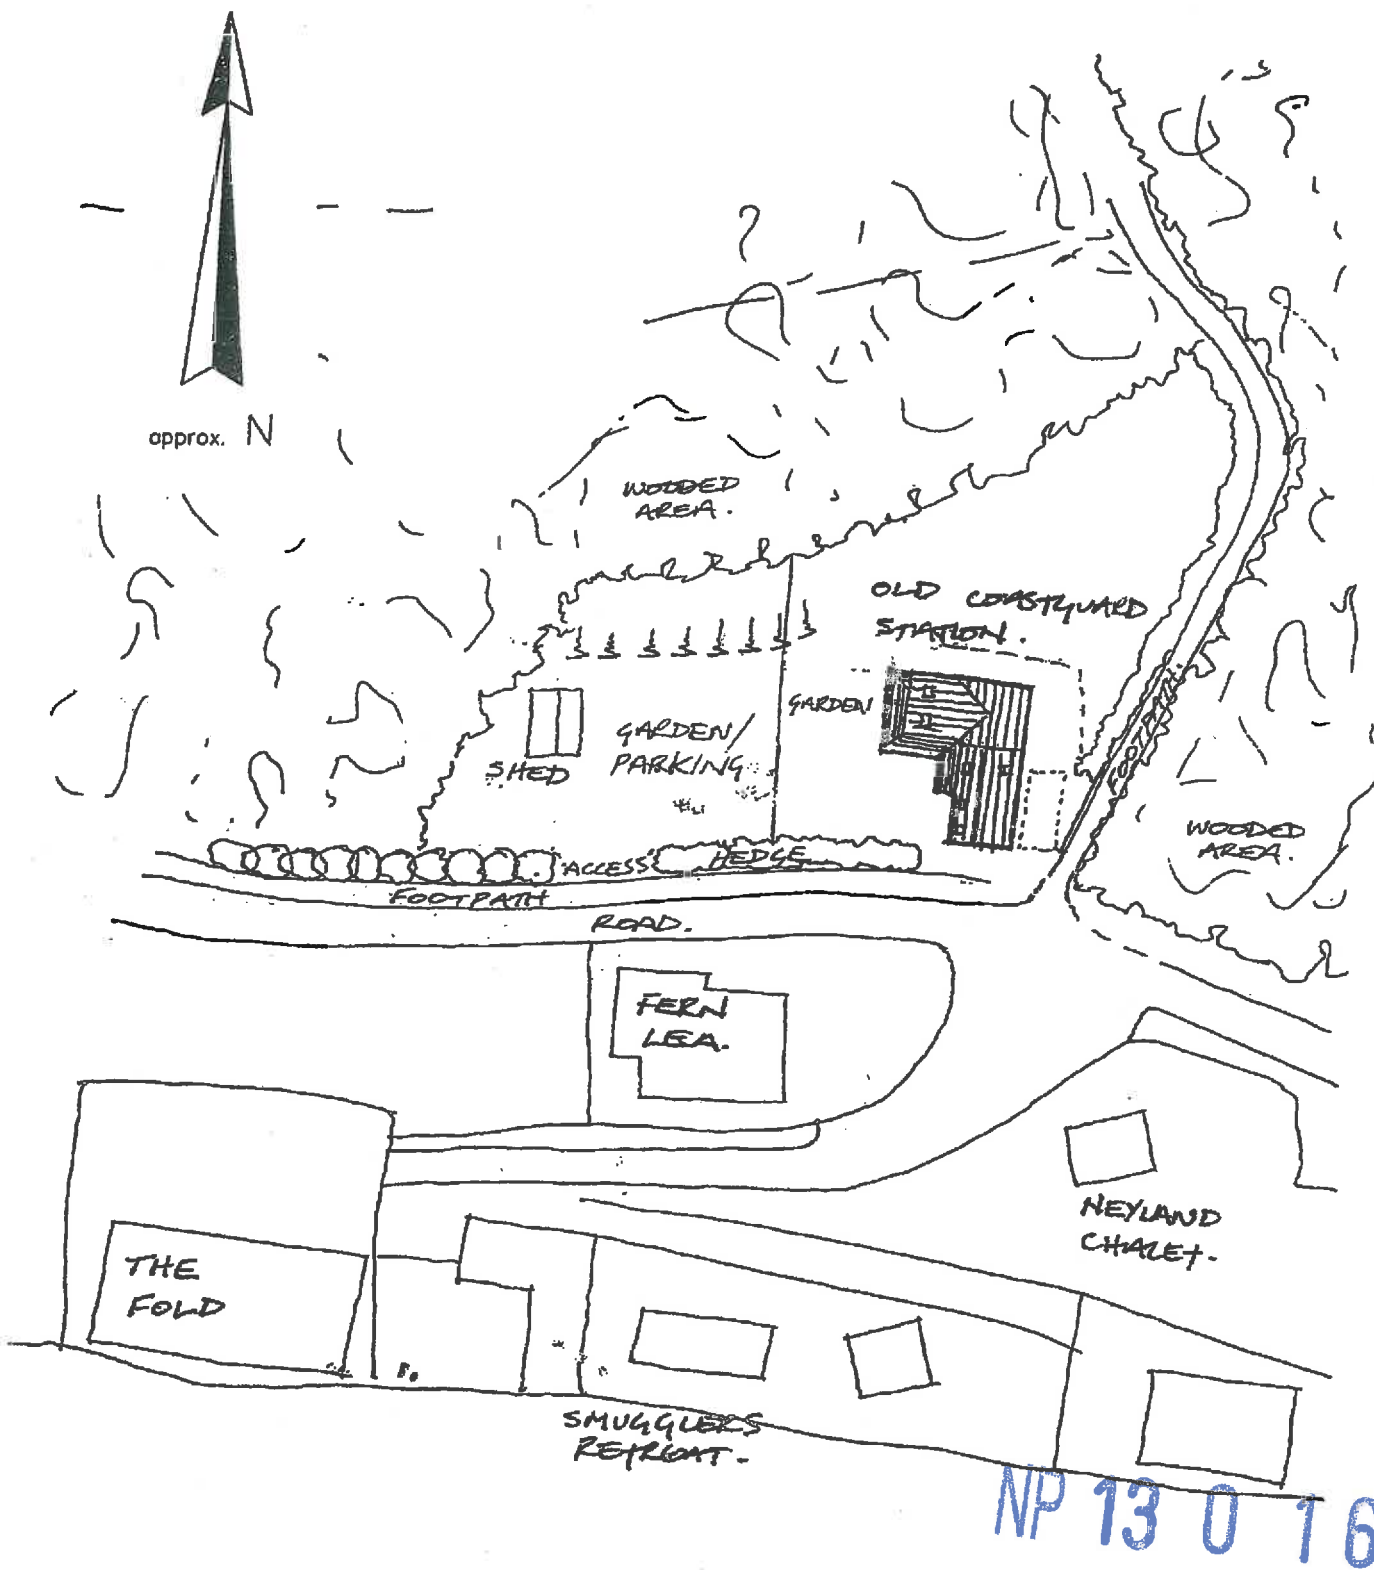 approx. N
WOODED
AREA.
OLD COASTGUARD
STATION.
GARDEN
GARDEN/
PARKING
SHED
FOOTPATH
WOODED
AREA.
'ACCESS'
HEDGE
FOOTPATH
ROAD.
FERN
LEA.
NEYLAND
CHALET.
THE
FOLD
SMUGGLERS
RETREAT.
NP 13 0 16